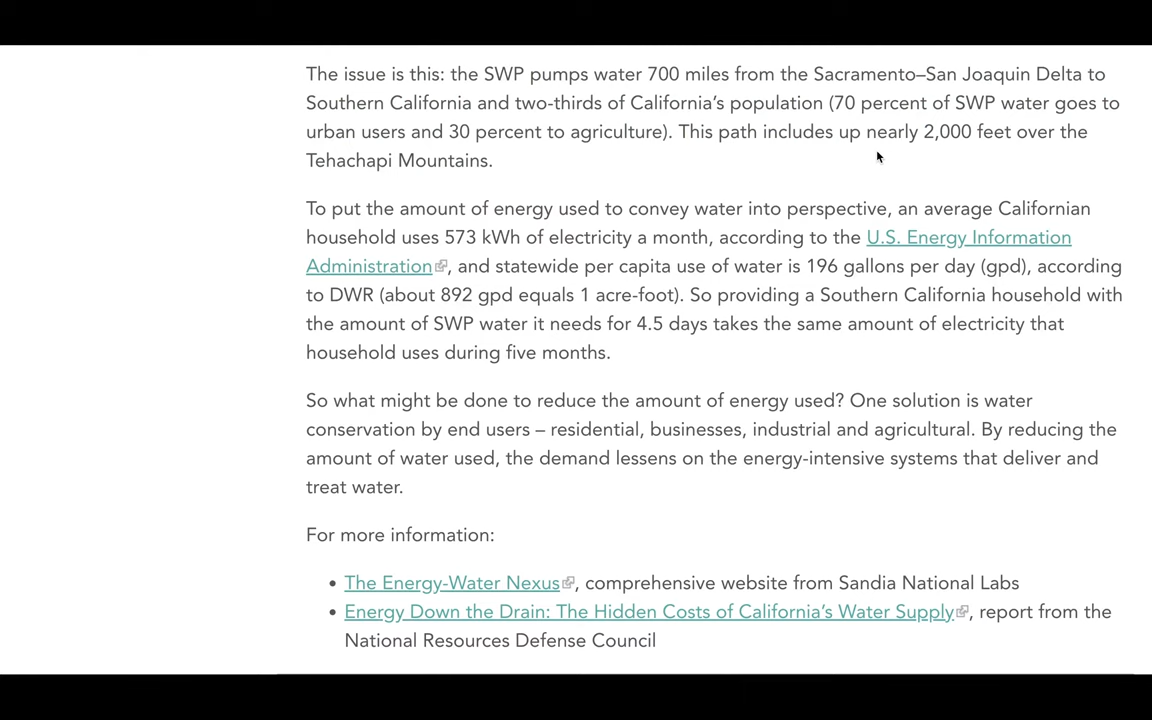 The issue is this: the SWP pumps water 700 miles from the Sacramento–San Joaquin Delta to
Southern California and two-thirds of California’s population (70 percent of SWP water goes to
urban users and 30 percent to agriculture). This path includes up nearly 2,000 feet over the
Tehachapi Mountains.
To put the amount of energy used to convey water into perspective, an average Californian
household uses 573 kWh of electricity a month, according to the U.S. Energy Information
Administration, and statewide per capita use of water is 196 gallons per day (gpd), according
to DWR (about 892 gpd equals 1 acre-foot). So providing a Southern California household with
the amount of SWP water it needs for 4.5 days takes the same amount of electricity that
household uses during five months.
So what might be done to reduce the amount of energy used? One solution is water
conservation by end users – residential, businesses, industrial and agricultural. By reducing the
amount of water used, the demand lessens on the energy-intensive systems that deliver and
treat water.
For more information:
• The Energy-Water Nexus, comprehensive website from Sandia National Labs
• Energy Down the Drain: The Hidden Costs of California’s Water Supply, report from the
National Resources Defense Council